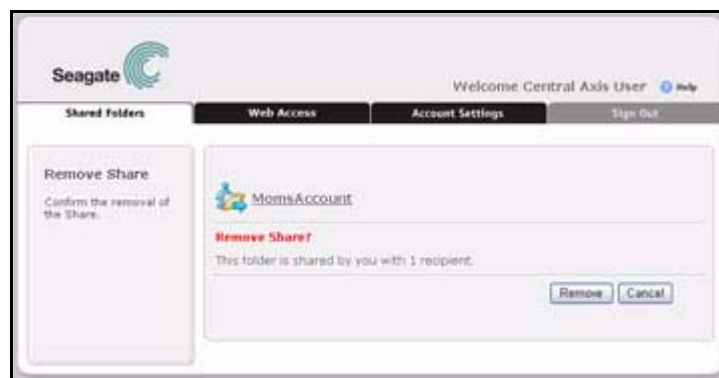 Seagate
Welcome Central Axis User Help
Shared Folders Web Access Account Settings Sign Out
Remove Share
Confirm the removal of
the Share.
MomsAccount
Remove Share?
This folder is shared by you with 1 recipient.
Remove Cancel